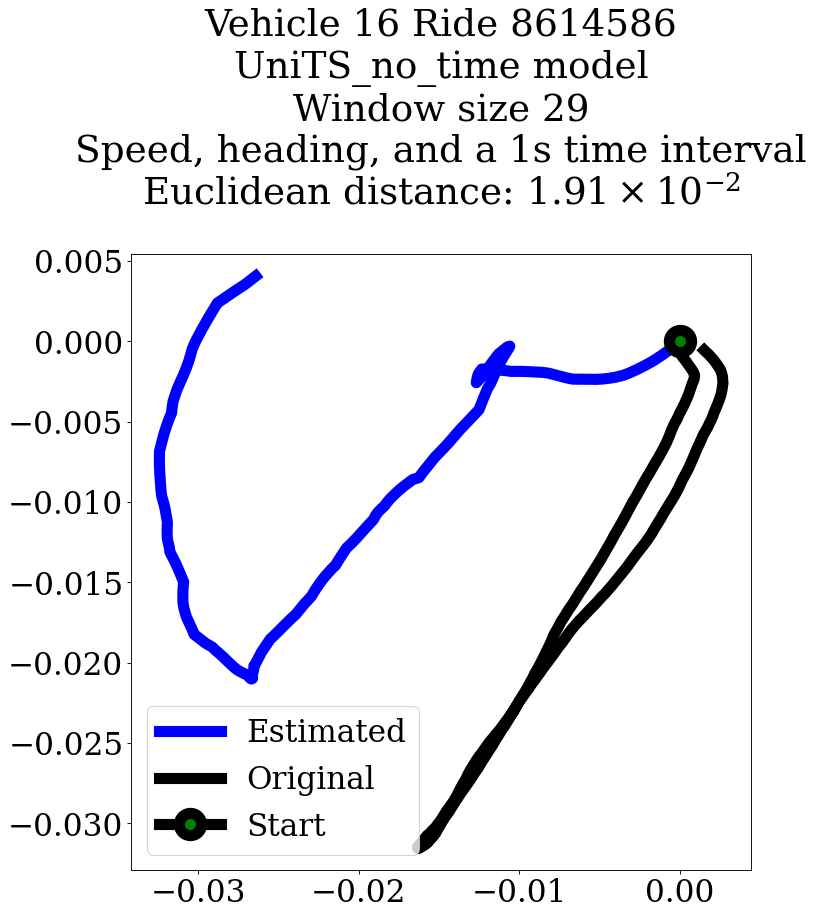 Vehicle 16 Ride 8614586
UniTS_no_time model
Window size 29
Speed, heading, and a 1s time interval
Euclidean distance: 1.91 × 10⁻²
0.005
0.000
−0.005
−0.010
−0.015
−0.020
−0.025
−0.030
Estimated
Original
Start
−0.03 −0.02 −0.01 0.00